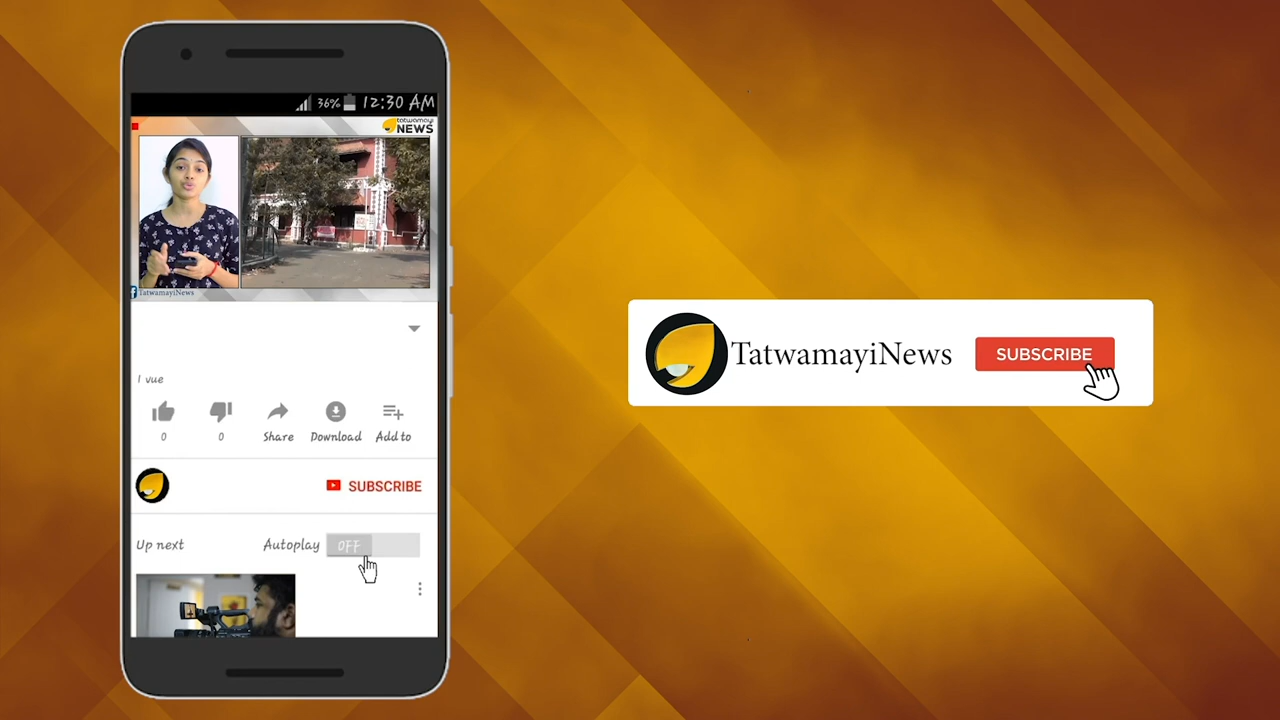 36% 12:30 AM
tatwamayi
NEWS
TatwamayiNews
1 vue
0 0 Share Download Add to
SUBSCRIBE
Up next Autoplay OFF
TatwamayiNews SUBSCRIBE